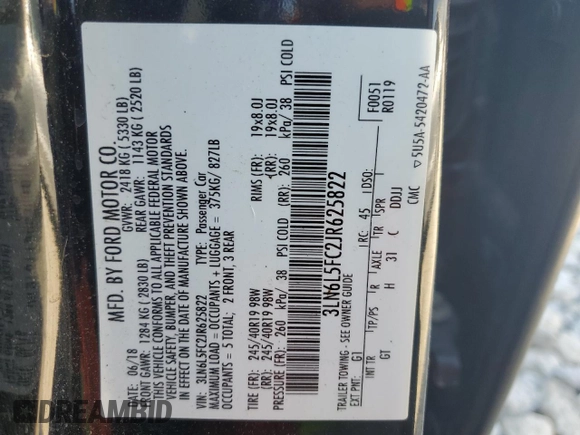 MFD. BY FORD MOTOR CO.
DATE: 06/18 GVWR: 2418 KG ( 5330 LB)
FRONT GAWR: 1284 KG ( 2830 LB) REAR GAWR: 1143 KG ( 2520 LB)
THIS VEHICLE CONFORMS TO ALL APPLICABLE FEDERAL MOTOR
VEHICLE SAFETY, BUMPER, AND THEFT PREVENTION STANDARDS
IN EFFECT ON THE DATE OF MANUFACTURE SHOWN ABOVE.
VIN: 3LN6L5FC2JR625822 TYPE: Passenger Car
MAXIMUM LOAD = OCCUPANTS + LUGGAGE = 375KG/ 827LB
OCCUPANTS = 5 TOTAL; 2 FRONT, 3 REAR
TIRE (FR): 245/40R19 98W RIMS (FR): 19x8.0J
(RR): 245/40R19 98W (RR): 19x8.0J
PRESSURE (FR): 260 kPa/ 38 PSI COLD (RR): 260 kPa/ 38 PSI COLD
3LN6L5FC2JR625822
TRAILER TOWING - SEE OWNER GUIDE
F0051
R0119
EXT PNT: G1 RC: 45 DSO:
INT TR TP/PS R AXLE TR SPR
GT H 31 C DDJJ
CMC
5U5A-5420472-AA
DREAMBID